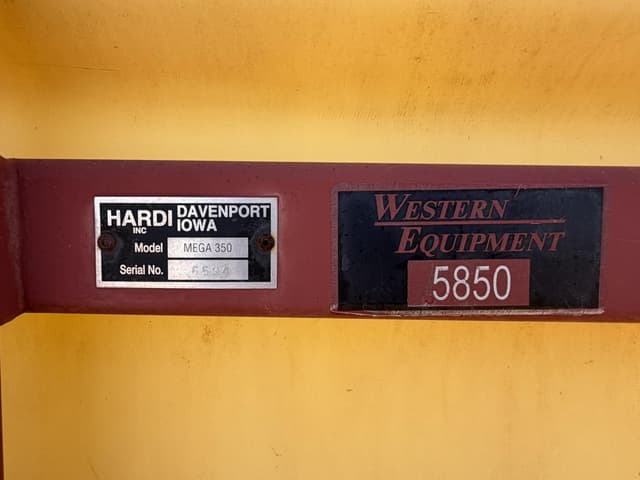 HARDI INC DAVENPORT IOWA
Model MEGA 350
Serial No.
WESTERN
EQUIPMENT
5850